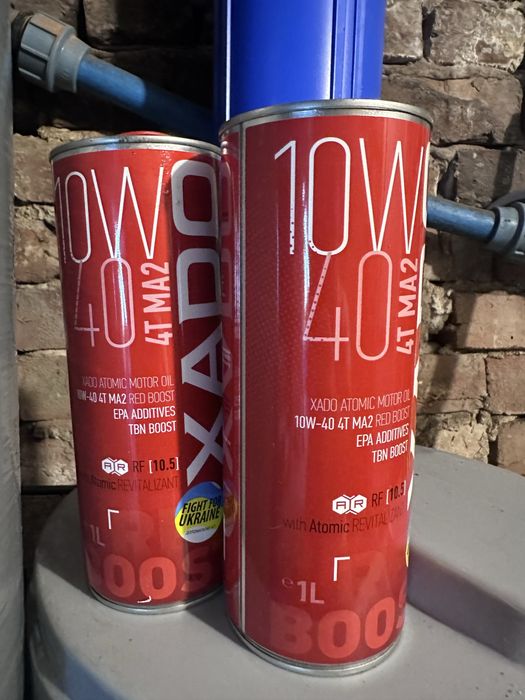 10W
40
4T MA2
XADO
XADO ATOMIC MOTOR OIL
10W-40 4T MA2 RED BOOST
EPA ADDITIVES
TBN BOOST
RF [10.5]
with Atomic REVITALIZANT
FIGHT FOR
UKRAINE
1L
BOOS
10W
40
4T MA2
XADO ATOMIC MOTOR OIL
10W-40 4T MA2 RED BOOST
EPA ADDITIVES
TBN BOOST
RF [10.5]
with Atomic REVITALIZANT
e 1L
BOOS